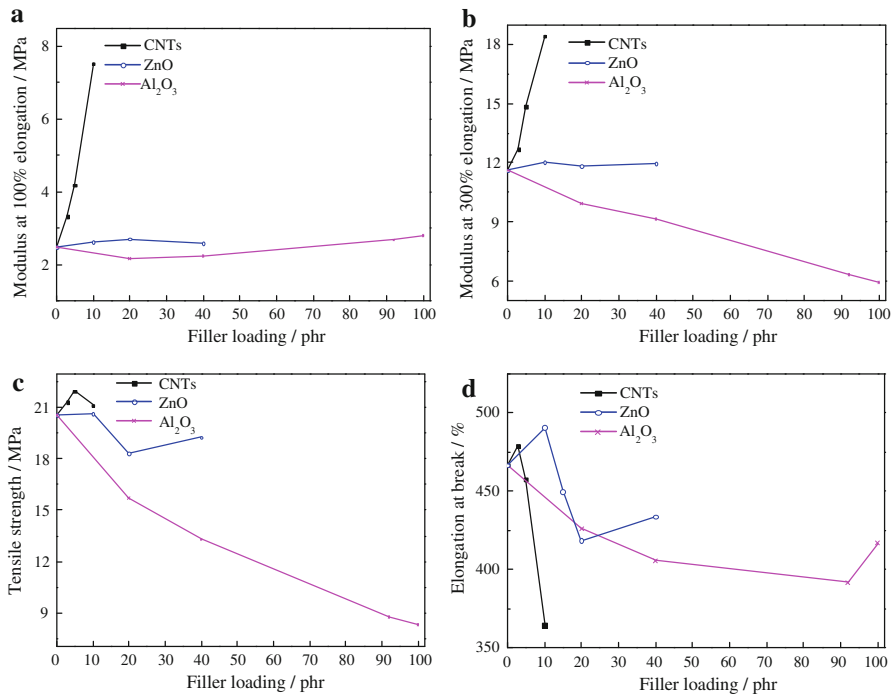 a
Modulus at 100% elongation / MPa
8
6
4
2
CNTs
ZnO
Al₂O₃
0 10 20 30 40 50 60 70 80 90 100
Filler loading / phr
b
Modulus at 300% elongation / MPa
18
15
12
9
6
CNTs
ZnO
Al₂O₃
0 10 20 30 40 50 60 70 80 90 100
Filler loading / phr
c
Tensile strength / MPa
21
18
15
12
9
CNTs
ZnO
Al₂O₃
0 10 20 30 40 50 60 70 80 90 100
Filler loading / phr
d
Elongation at break / %
500
450
400
350
CNTs
ZnO
Al₂O₃
0 10 20 30 40 50 60 70 80 90 100
Filler loading / phr